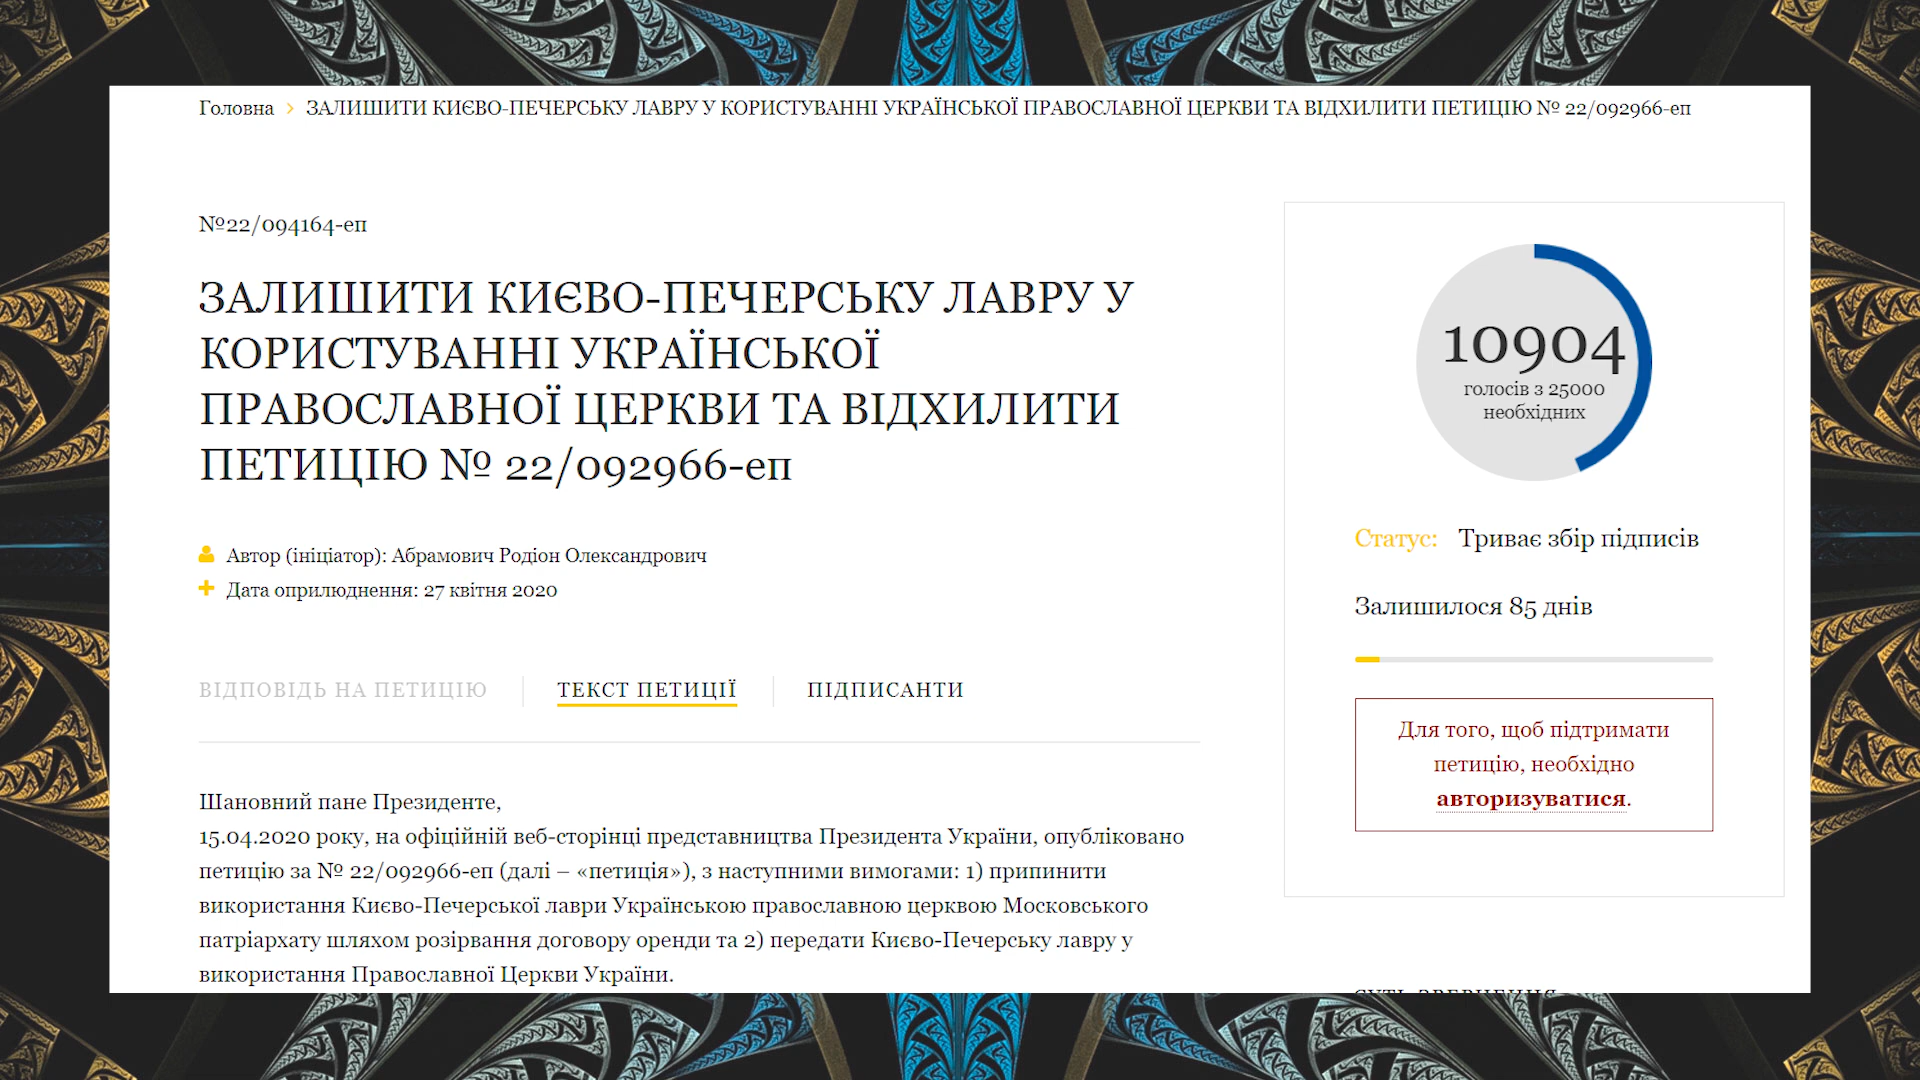 Головна > ЗАЛИШИТИ КИЄВО-ПЕЧЕРСЬКУ ЛАВРУ У КОРИСТУВАННІ УКРАЇНСЬКОЇ ПРАВОСЛАВНОЇ ЦЕРКВИ ТА ВІДХИЛИТИ ПЕТИЦІЮ № 22/092966-еп
№22/094164-еп
ЗАЛИШИТИ КИЄВО-ПЕЧЕРСЬКУ ЛАВРУ У
КОРИСТУВАННІ УКРАЇНСЬКОЇ
ПРАВОСЛАВНОЇ ЦЕРКВИ ТА ВІДХИЛИТИ
ПЕТИЦІЮ № 22/092966-еп
Автор (ініціатор): Абрамович Родіон Олександрович
Дата оприлюднення: 27 квітня 2020
ВІДПОВІДЬ НА ПЕТИЦІЮ ТЕКСТ ПЕТИЦІЇ ПІДПИСАНТИ
Шановний пане Президенте,
15.04.2020 року, на офіційній веб-сторінці представництва Президента України, опубліковано
петицію за № 22/092966-еп (далі – «петиція»), з наступними вимогами: 1) припинити
використання Києво-Печерської лаври Українською православною церквою Московського
патріархату шляхом розірвання договору оренди та 2) передати Києво-Печерську лавру у
використання Православної Церкви України.
10904
голосів з 25000
необхідних
Статус: Триває збір підписів
Залишилося 85 днів
Для того, щоб підтримати
петицію, необхідно
авторизуватися.
СУТЬ ЗВЕРНЕННЯ